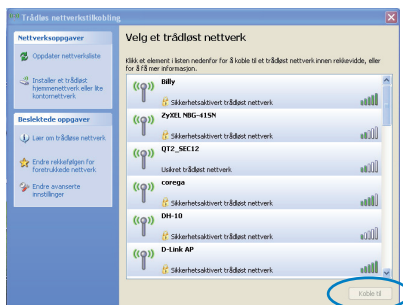 Trådløs nettverkstilkobling
Nettverksoppgaver
Oppdater nettverksliste
Installer et trådløst
hjemmenettverk eller lite
kontornettverk
Beslektede oppgaver
Lær om trådløse nettverk
Endre rekkefølgen for
foretrukkede nettverk
Endre avanserte
innstillinger
Velg et trådløst nettverk
Klikk et element i listen nedenfor for å koble til et trådløst nettverk innen rekkevidde, eller
for å få mer informasjon.
Billy
Sikkerhetsaktivert trådløst nettverk
ZyXEL NBG-415N
Sikkerhetsaktivert trådløst nettverk
QT2_SEC12
Usikret trådløst nettverk
corega
Sikkerhetsaktivert trådløst nettverk
DH-10
Sikkerhetsaktivert trådløst nettverk
D-Link AP
Sikkerhetsaktivert trådløst nettverk
Koble til